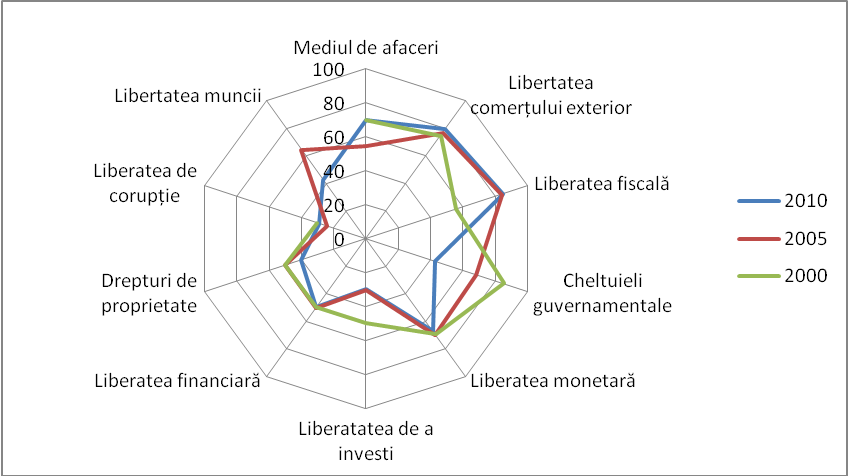 Mediul de afaceri
100
80
60
40
20
0
Libertatea
comerțului exterior
Liberatea fiscală
Cheltuieli
guvernamentale
Liberatea monetară
Liberatatea de a
investi
Liberatea financiară
Drepturi de
proprietate
Liberatea de
corupție
Libertatea muncii
2010
2005
2000